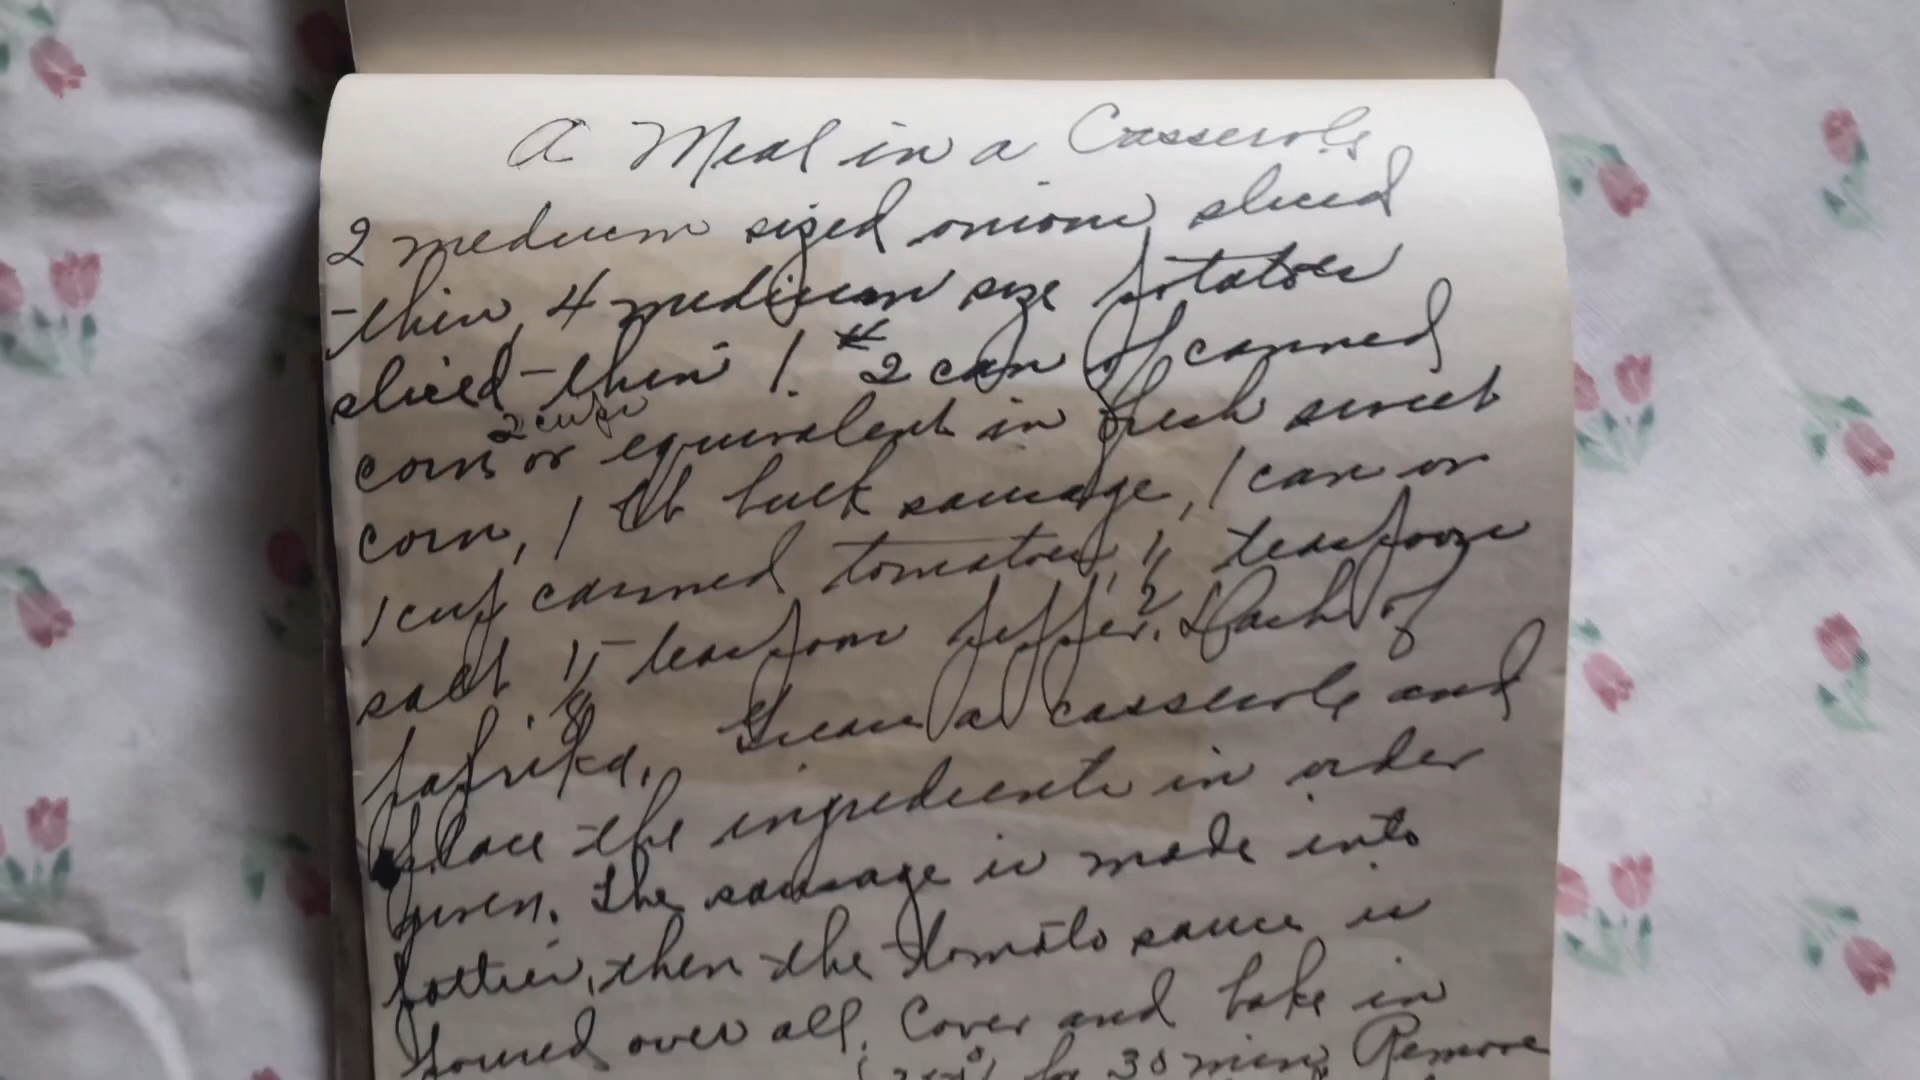 A Meal in a Casserole
2 medium sized onions sliced
thin, 4 medium size potatoes
sliced thin 1 #2 can of canned
2 cups
corn or equivalent in fresh sweet
corn, 1 lb bulk sausage, 1 can or
1 cup canned tomatoes, 1/2 teaspoon
salt 1/8 teaspoon pepper. Dash of
paprika. Grease a casserole and
place the ingredients in order
given. The sausage is made into
patties, then the tomato sauce is
poured over all. Cover and bake in
for 30 min. Remove